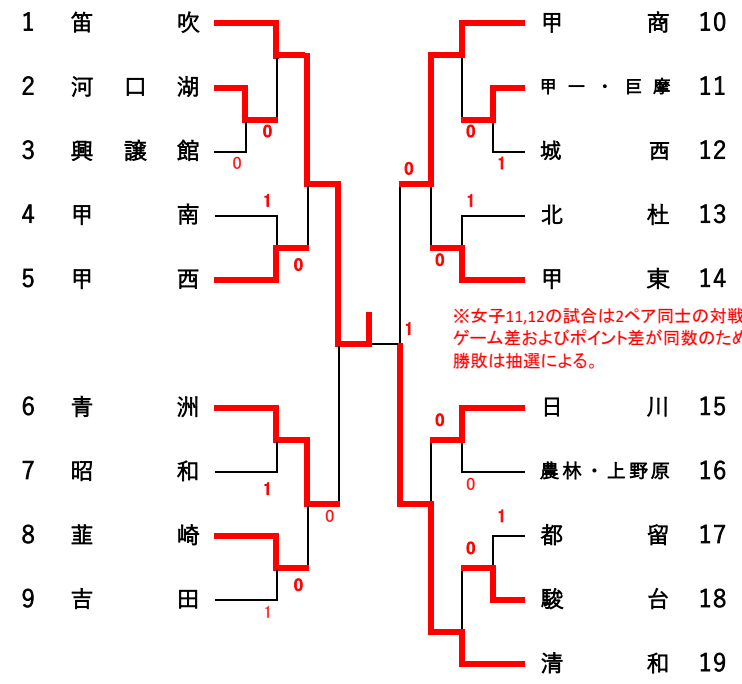 1 笛吹
2 河口湖
0
3 興譲館
0
4 甲南
1
5 甲西
0
6 青洲
7 昭和
1
0
8 韮崎
0
9 吉田
1
甲商 10
甲一・巨摩 11
0
城西 12
1
0
北杜 13
1
甲東 14
0
※女子11,12の試合は2ペア同士の対戦
ゲーム差およびポイント差が同数のため
勝敗は抽選による。
1
日川 15
0
農林・上野原 16
0
都留 17
1
0
駿台 18
清和 19